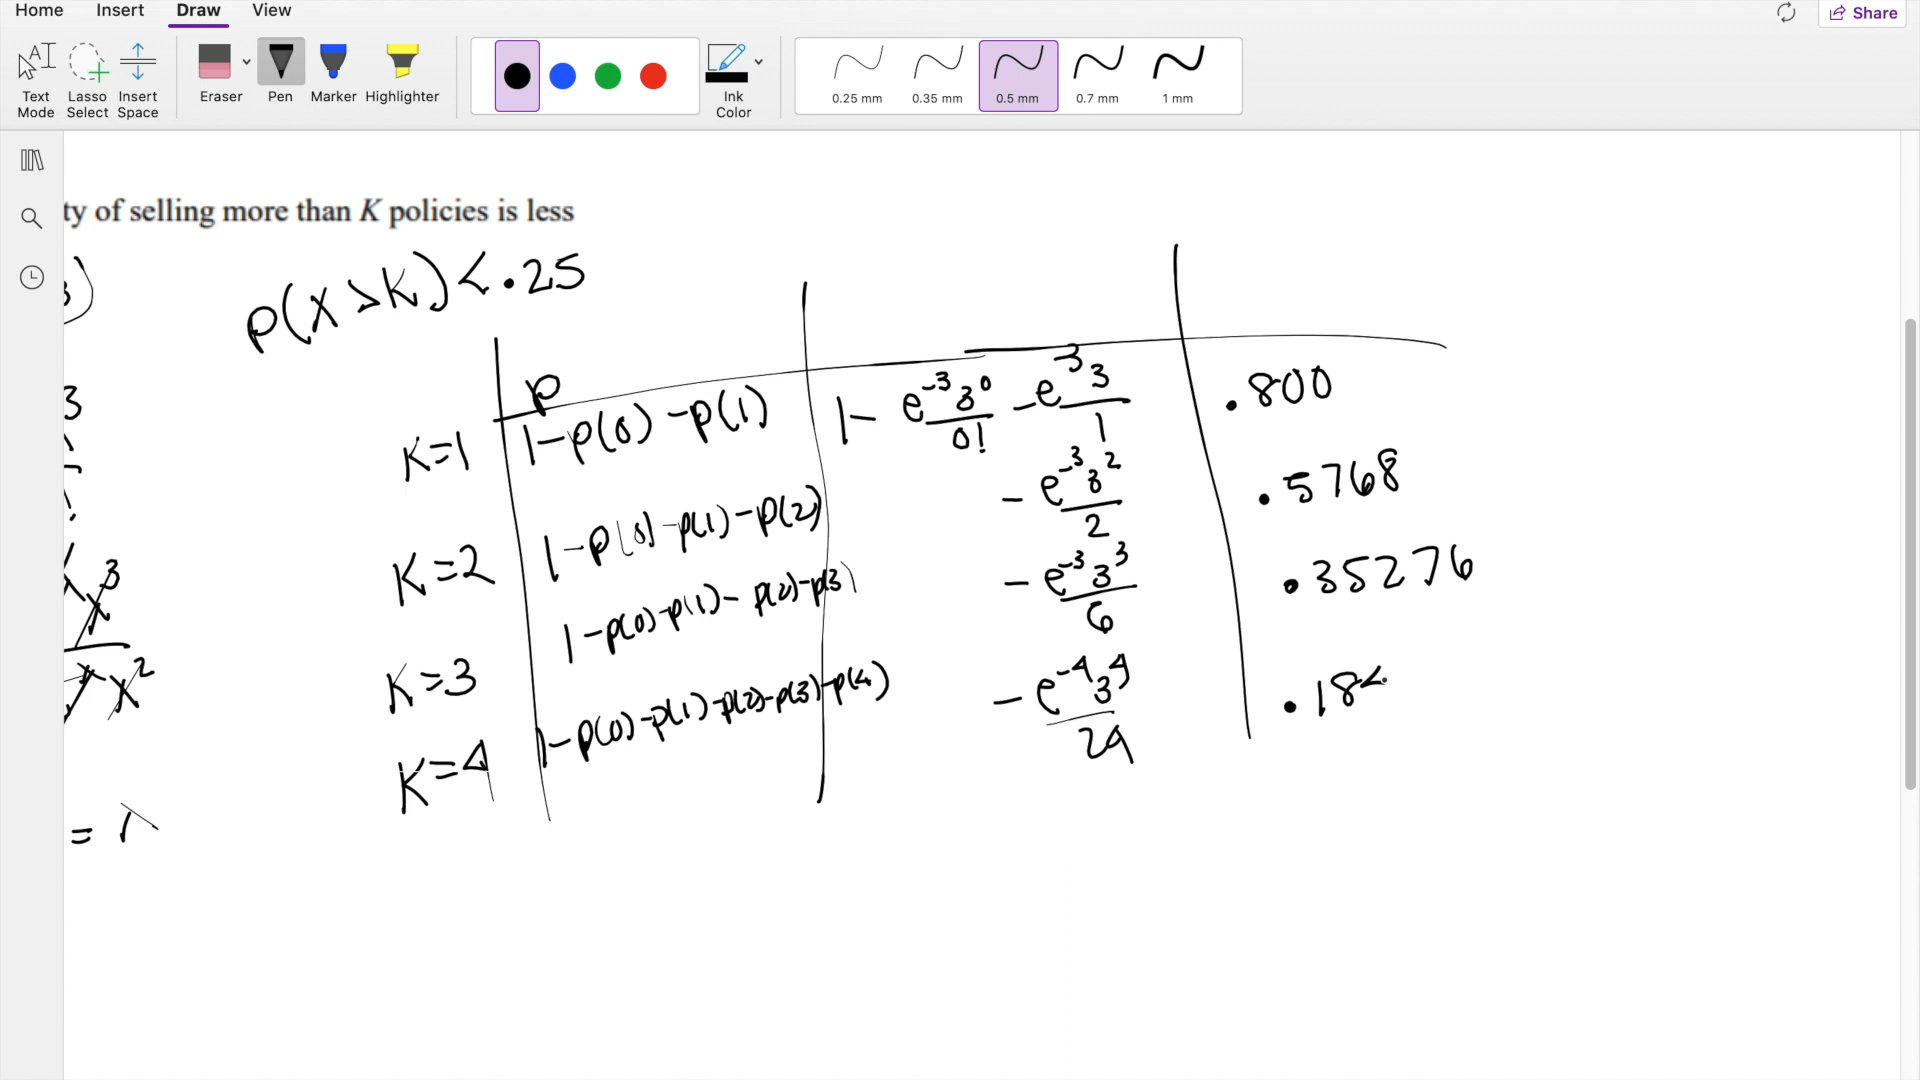 Home Insert Draw View Share
Text Mode Lasso Select Insert Space Eraser Pen Marker Highlighter Ink Color 0.25 mm 0.35 mm 0.5 mm 0.7 mm 1 mm
ty of selling more than K policies is less
p(X > K) < .25
p
K=1 1-p(0)-p(1) 1- e^-3 3^0 / 0! - e^-3 3 / 1 .800
K=2 1-p(0)-p(1)-p(2) - e^-3 3^2 / 2 .5768
K=3 1-p(0)-p(1)-p(2)-p(3) - e^-3 3^3 / 6 .35276
K=4 1-p(0)-p(1)-p(2)-p(3)-p(4) - e^-4 3^4 / 24 .18